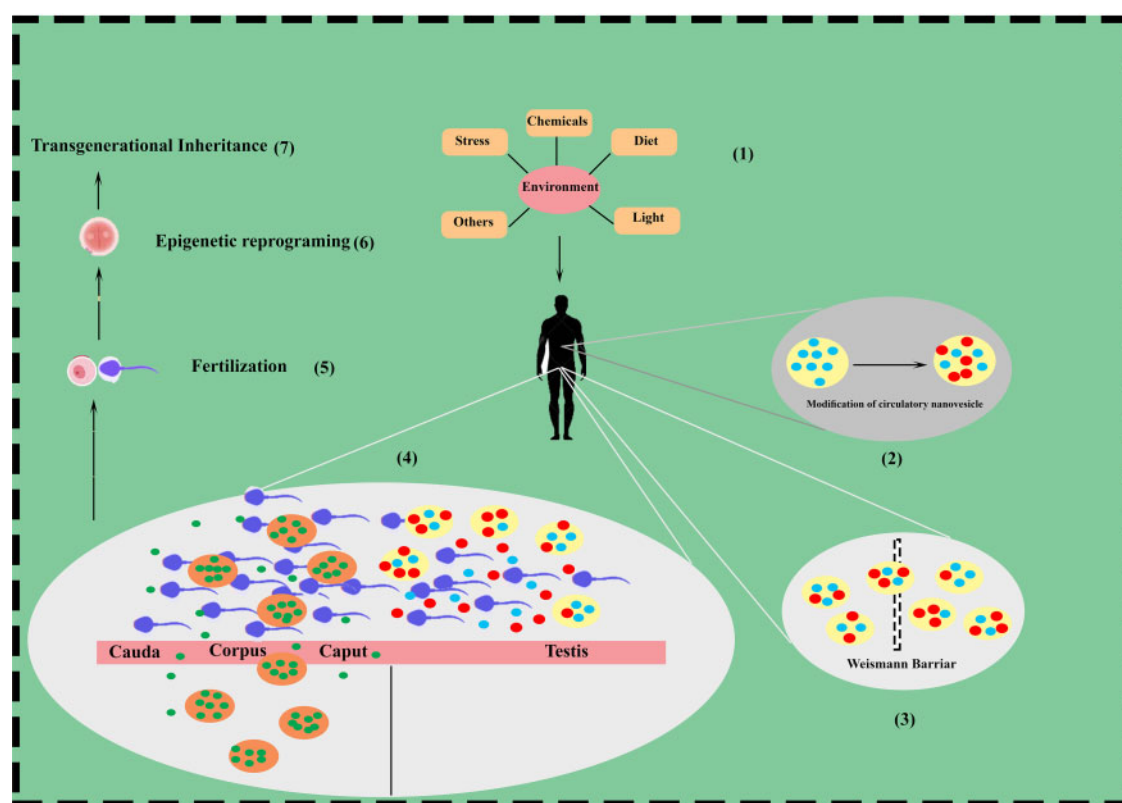 Chemicals
Stress
Diet
(1)
Environment
Others
Light
Transgenerational Inheritance (7)
Epigenetic reprograming (6)
Fertilization (5)
Modification of circulatory nanovesicle
(2)
(4)
Cauda Corpus Caput Testis
Weismann Barriar
(3)